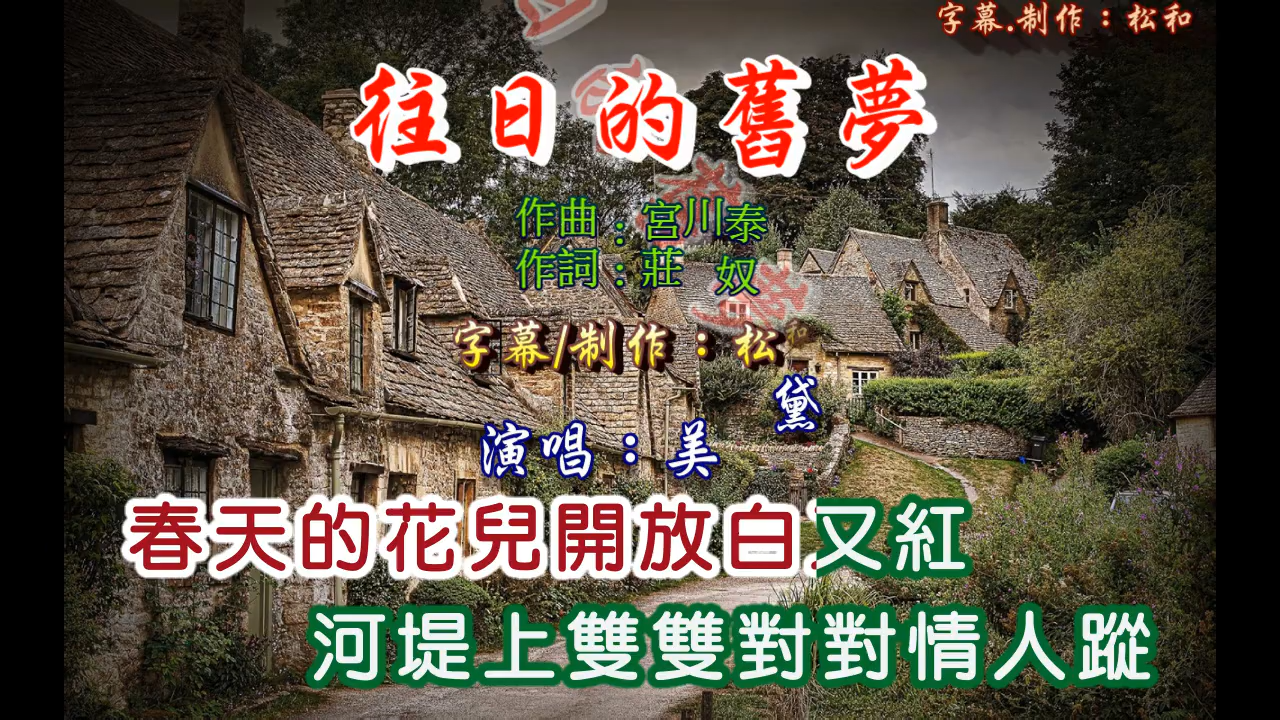 字幕.制作：松和
往日的舊夢
作曲：宮川泰
作詞：莊 奴
字幕/制作：松和
演唱：美黛
春天的花兒開放白又紅
河堤上雙雙對對情人蹤